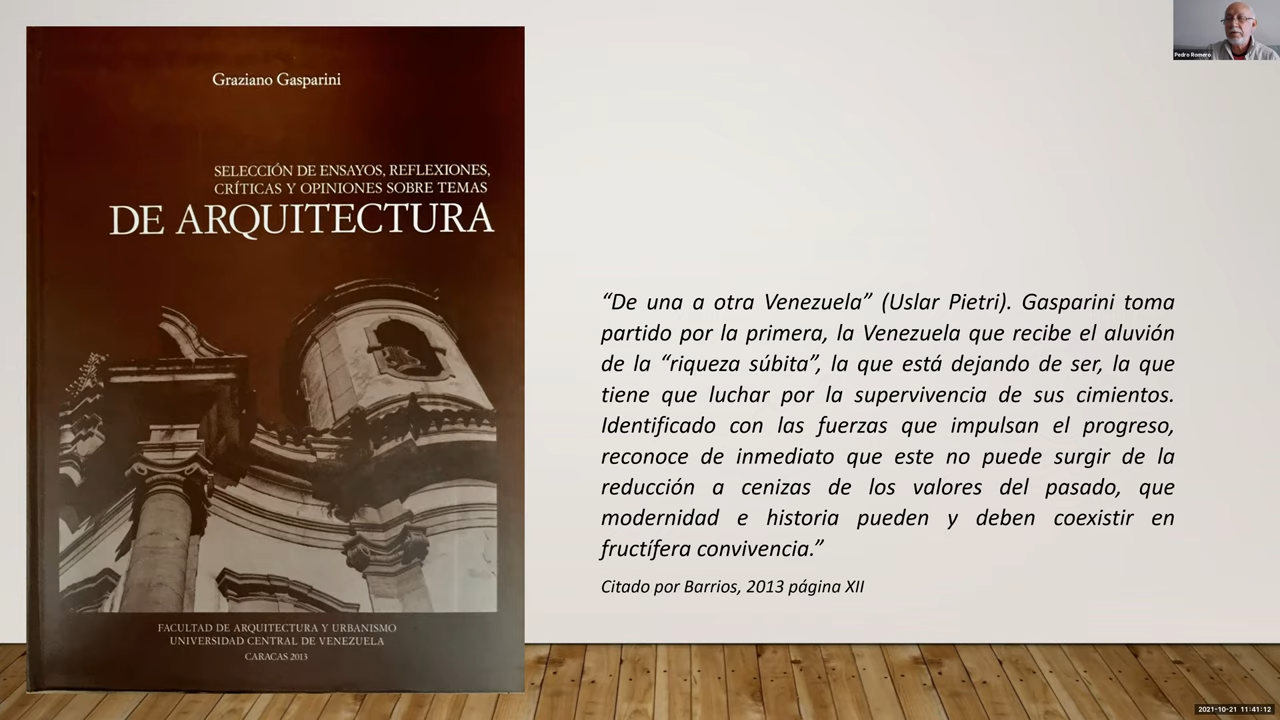 Graziano Gasparini
SELECCIÓN DE ENSAYOS, REFLEXIONES,
CRÍTICAS Y OPINIONES SOBRE TEMAS
DE ARQUITECTURA
FACULTAD DE ARQUITECTURA Y URBANISMO
UNIVERSIDAD CENTRAL DE VENEZUELA
CARACAS 2013
“De una a otra Venezuela” (Uslar Pietri). Gasparini toma
partido por la primera, la Venezuela que recibe el aluvión
de la “riqueza súbita”, la que está dejando de ser, la que
tiene que luchar por la supervivencia de sus cimientos.
Identificado con las fuerzas que impulsan el progreso,
reconoce de inmediato que este no puede surgir de la
reducción a cenizas de los valores del pasado, que
modernidad e historia pueden y deben coexistir en
fructífera convivencia.”
Citado por Barrios, 2013 página XII
Pedro Romero
2021-10-21 11:41:12